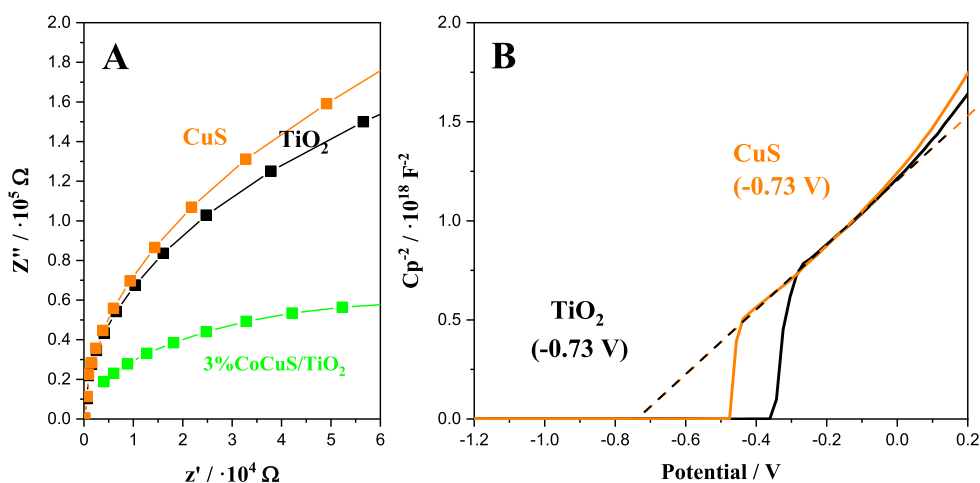 A
CuS
TiO₂
3%CoCuS/TiO₂
Z'' / ·10⁵ Ω
2.0
1.8
1.6
1.4
1.2
1.0
0.8
0.6
0.4
0.2
0.0
0 1 2 3 4 5 6
z' / ·10⁴ Ω
B
CuS
(-0.73 V)
TiO₂
(-0.73 V)
Cp⁻² / ·10¹⁸ F⁻²
2.0
1.5
1.0
0.5
0.0
-1.2 -1.0 -0.8 -0.6 -0.4 -0.2 0.0 0.2
Potential / V